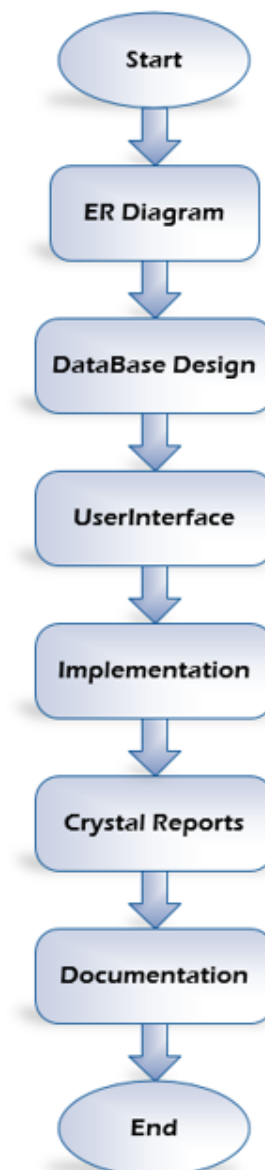 Start
ER Diagram
DataBase Design
UserInterface
Implementation
Crystal Reports
Documentation
End